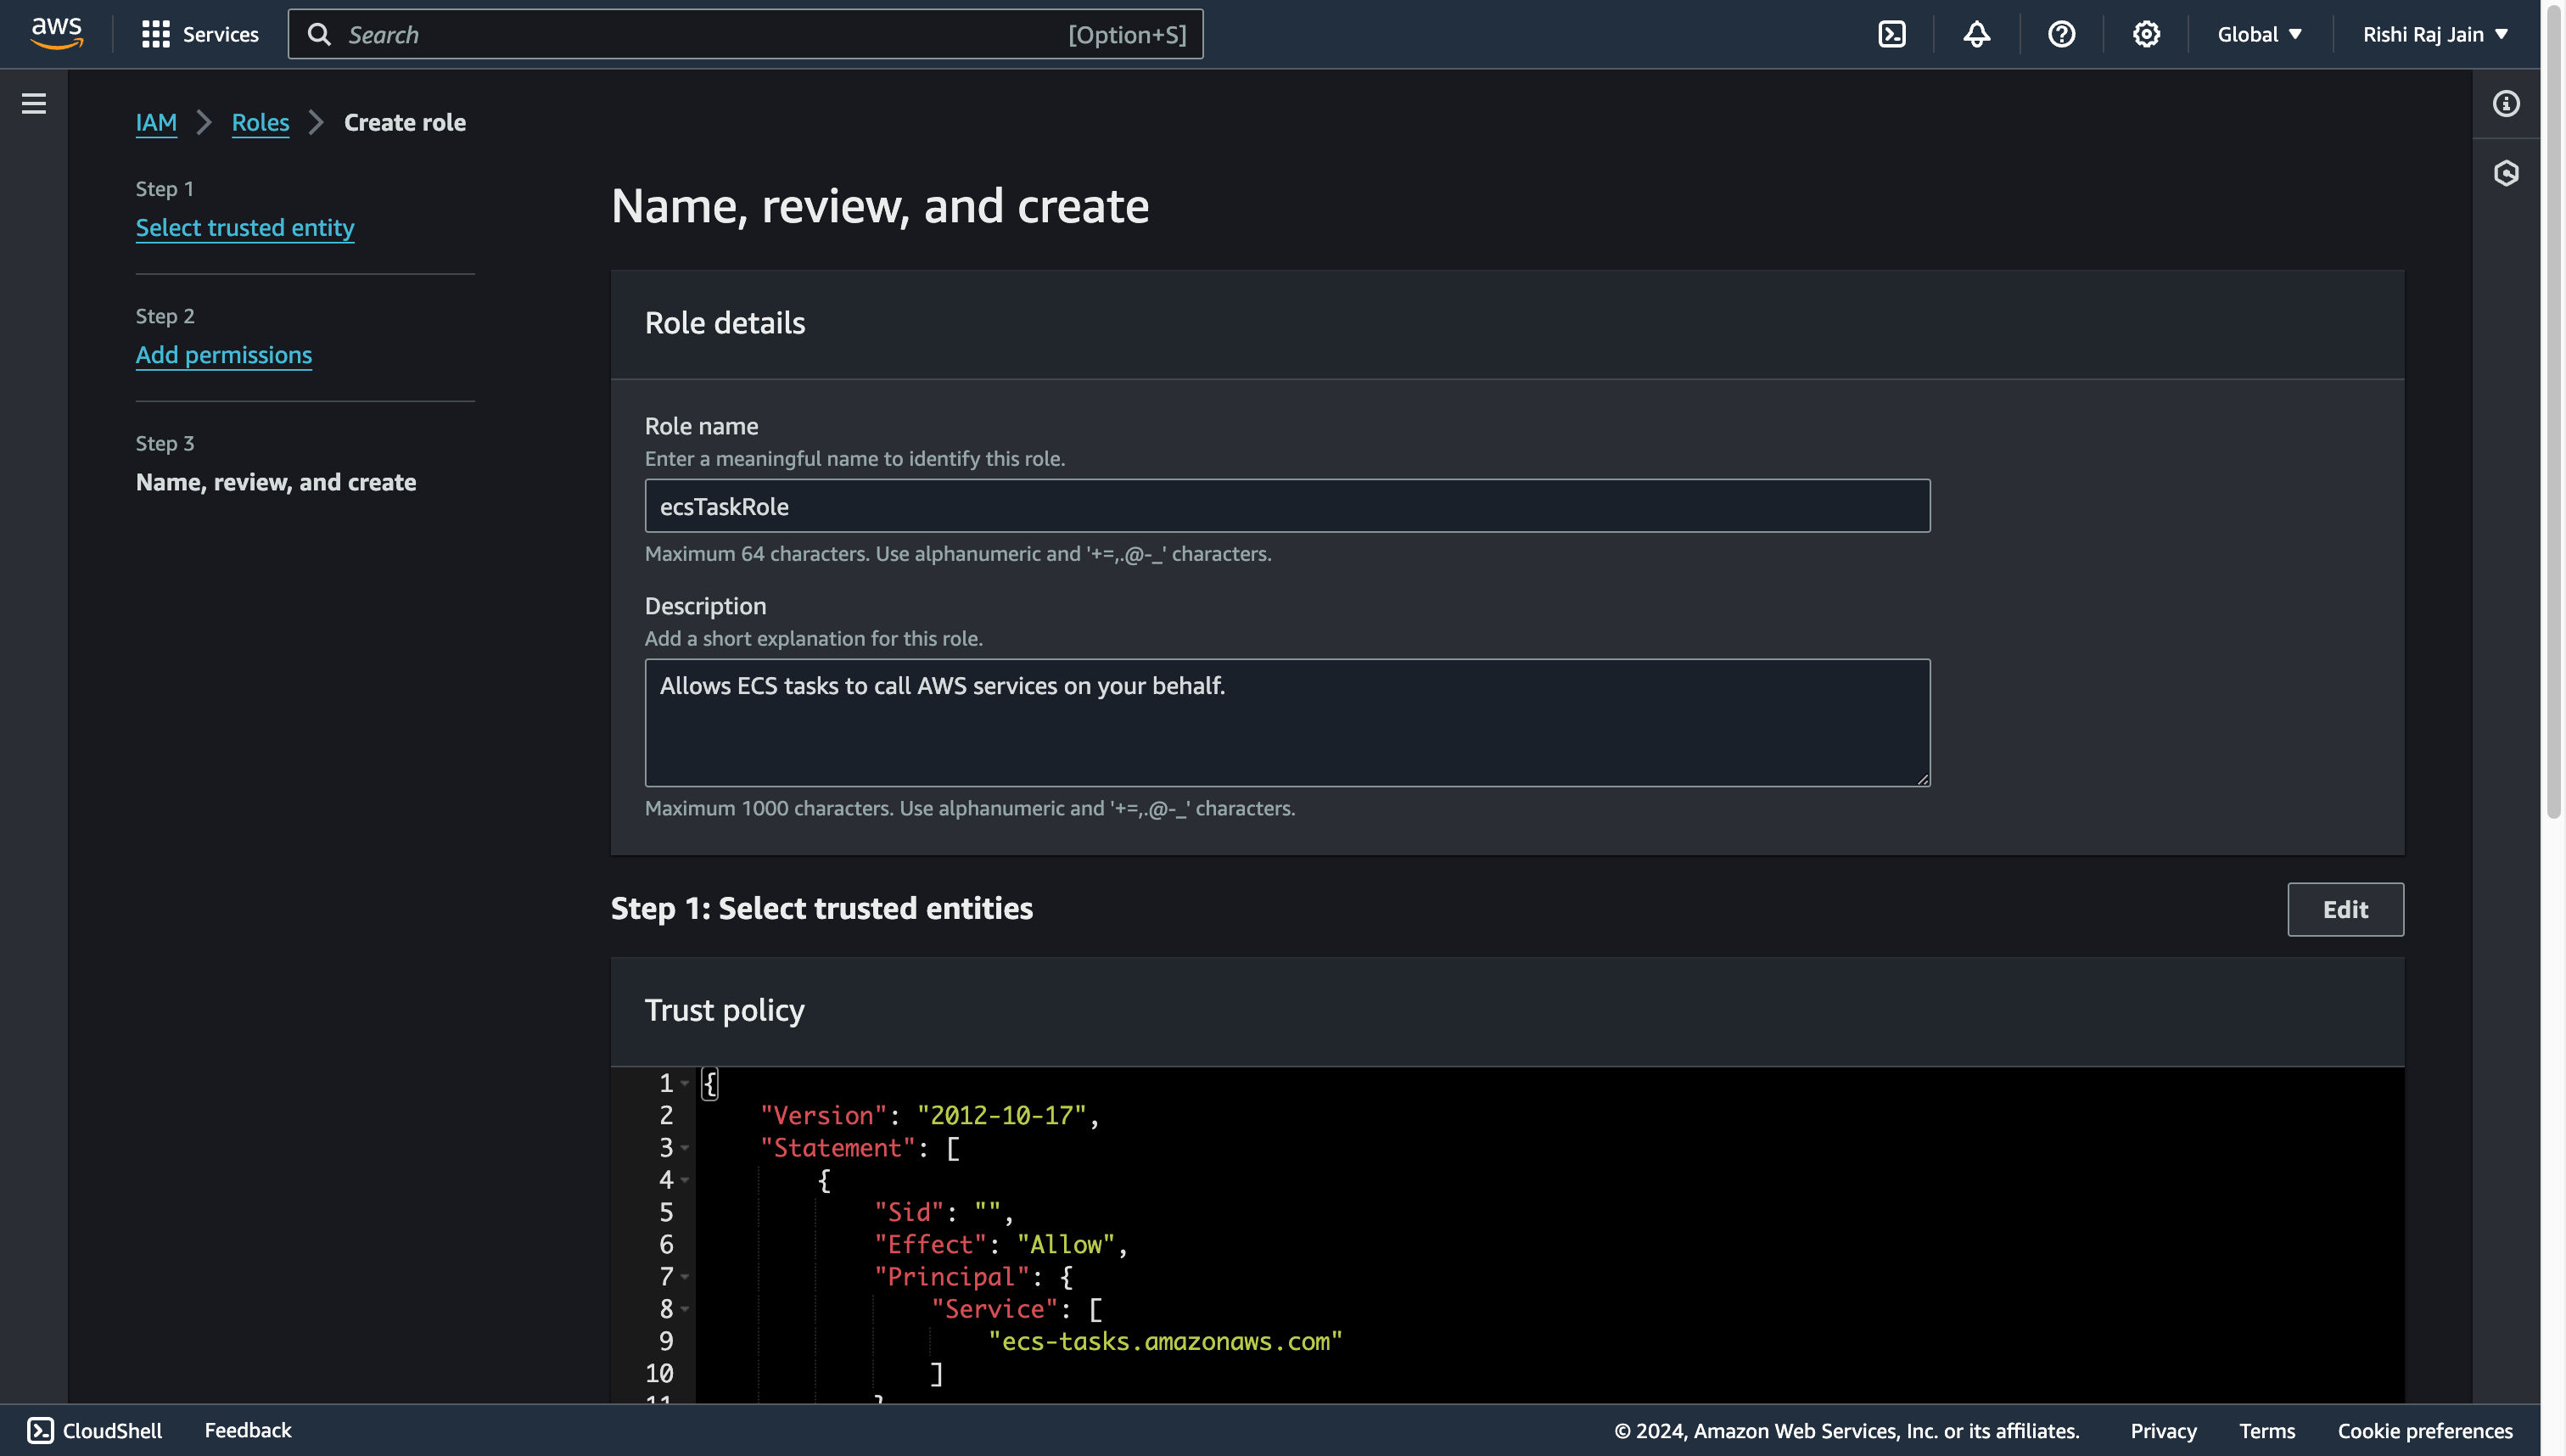 aws
Services
Search
[Option+S]
Global
Rishi Raj Jain
IAM
Roles
Create role
Step 1
Select trusted entity
Step 2
Add permissions
Step 3
Name, review, and create
Name, review, and create
Role details
Role name
Enter a meaningful name to identify this role.
ecsTaskRole
Maximum 64 characters. Use alphanumeric and '+=,.@-_' characters.
Description
Add a short explanation for this role.
Allows ECS tasks to call AWS services on your behalf.
Maximum 1000 characters. Use alphanumeric and '+=,.@-_' characters.
Step 1: Select trusted entities
Edit
Trust policy
1 {
2 "Version": "2012-10-17",
3 "Statement": [
4 {
5 "Sid": "",
6 "Effect": "Allow",
7 "Principal": {
8 "Service": [
9 "ecs-tasks.amazonaws.com"
10 ]
11 }
CloudShell
Feedback
© 2024, Amazon Web Services, Inc. or its affiliates.
Privacy
Terms
Cookie preferences